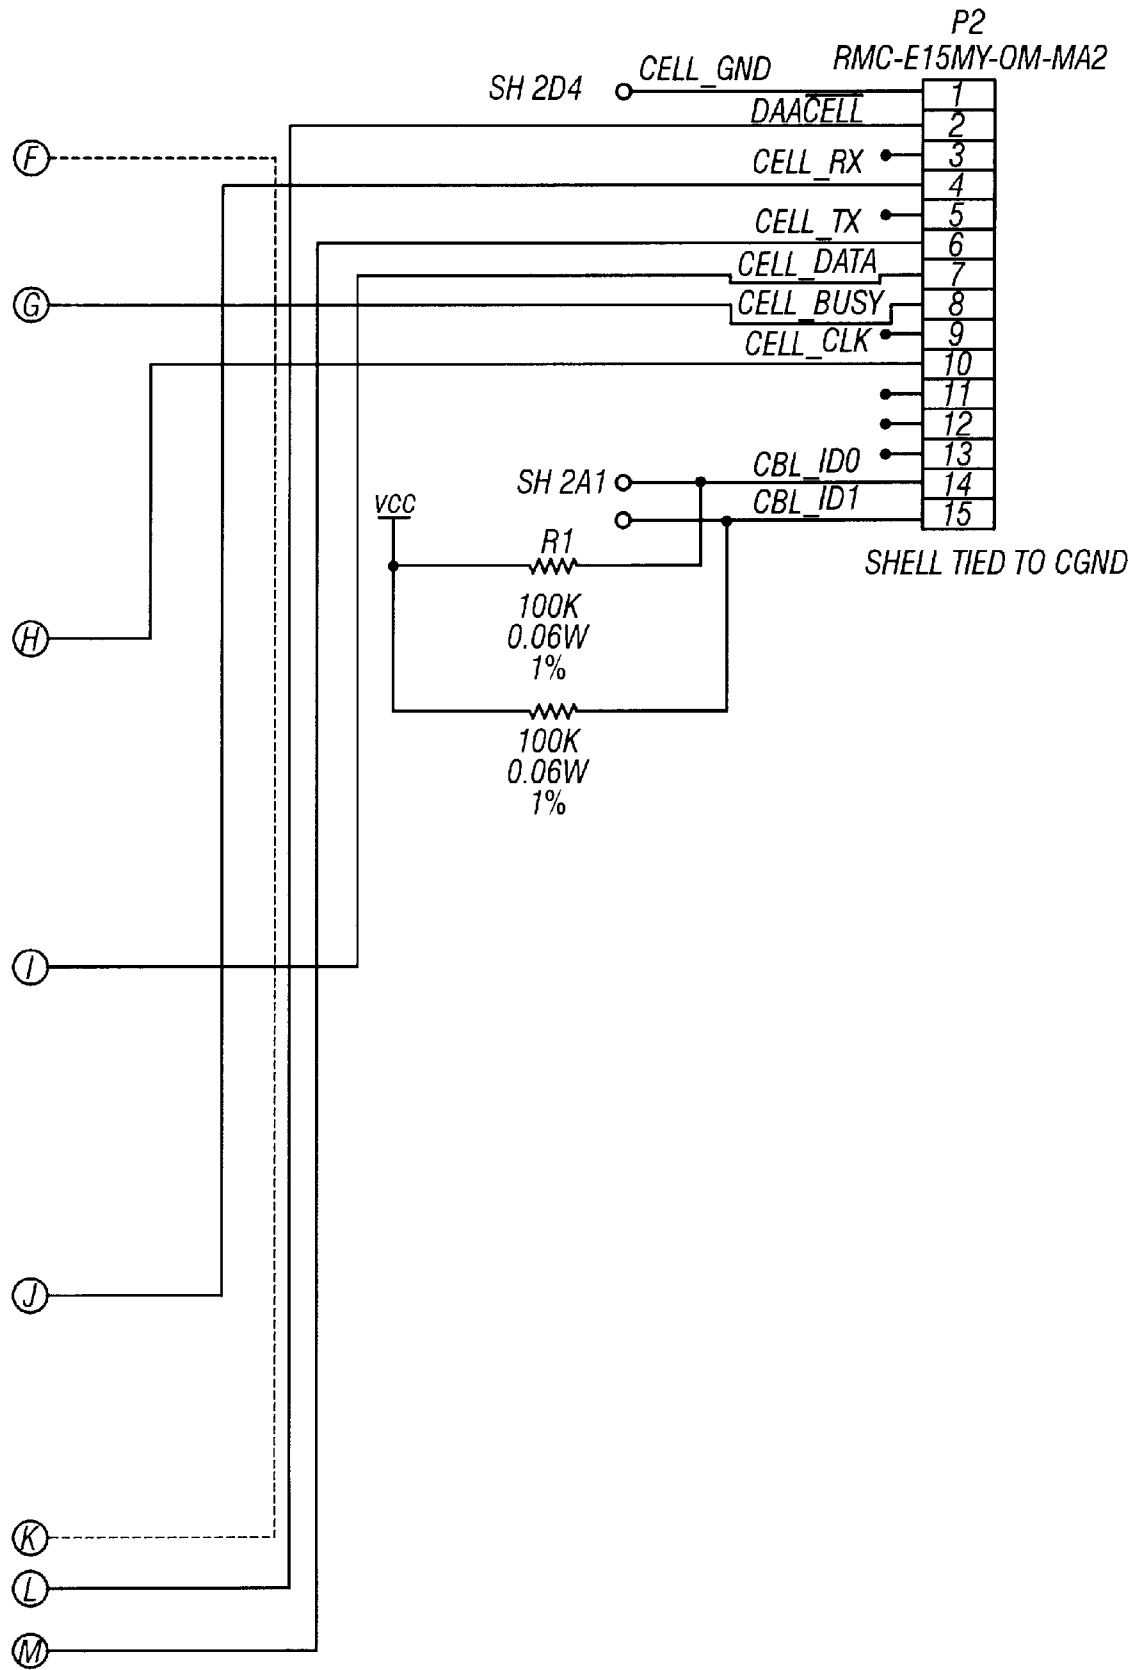 P2
RMC-E15MY-OM-MA2
SH 2D4
CELL_GND
1
DAACELL
2
F
CELL_RX
3
4
CELL_TX
5
6
CELL_DATA
7
G
CELL_BUSY
8
CELL_CLK
9
10
11
12
13
SH 2A1
CBL_ID0
14
VCC
CBL_ID1
15
R1
SHELL TIED TO CGND
100K
0.06W
1%
H
100K
0.06W
1%
I
J
K
L
M